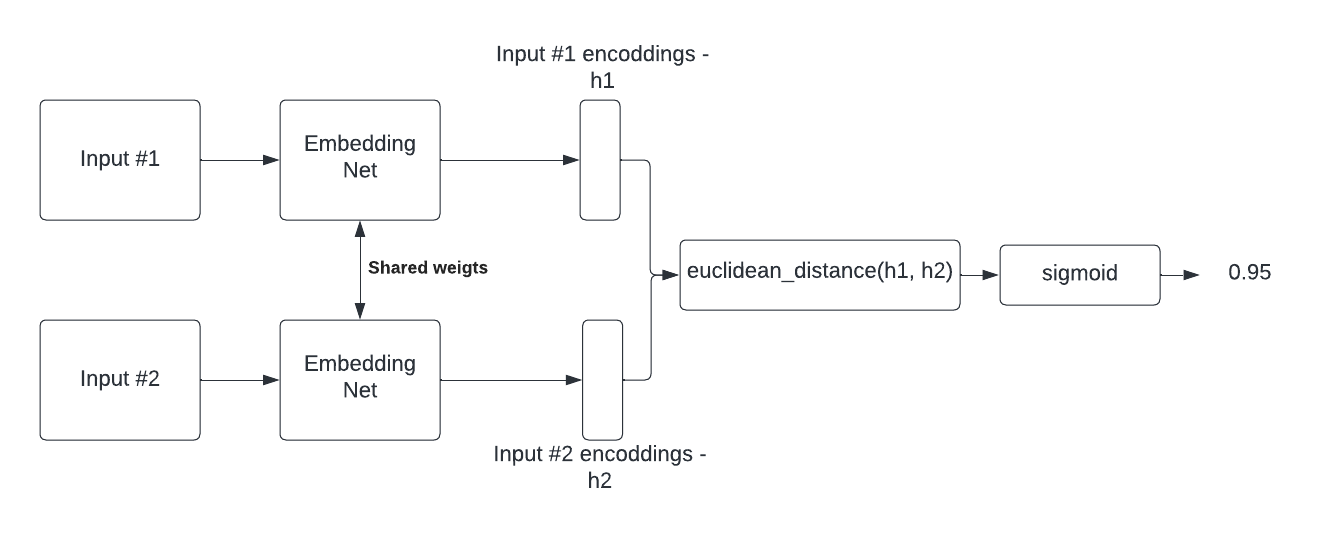 Input #1 encoddings -
h1
Input #1
Embedding
Net
Shared weigts
euclidean_distance(h1, h2)
sigmoid
0.95
Input #2
Embedding
Net
Input #2 encoddings -
h2